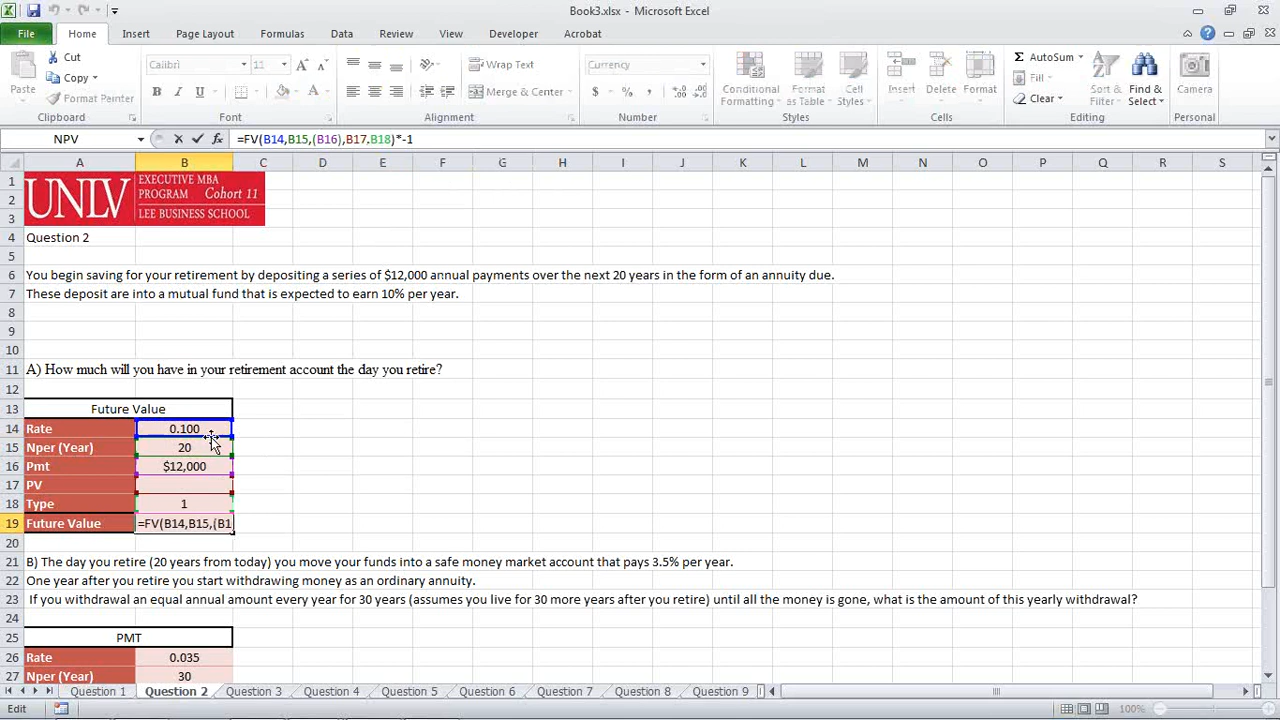 Book3.xlsx - Microsoft Excel
File Home Insert Page Layout Formulas Data Review View Developer Acrobat
Paste
Cut
Copy
Format Painter
Clipboard
Calibri 11
B I U A
Font
Wrap Text
Merge & Center
Alignment
Currency
$ % ,
Number
Conditional Formatting
Format as Table
Cell Styles
Styles
Insert Delete Format
Cells
Σ AutoSum
Fill
Clear
Sort & Filter
Find & Select
Editing
Camera
Personal
NPV fx =FV(B14,B15,(B16),B17,B18)*-1
A B C D E F G H I J K L M N O P Q R S
1
2
3
UNLV
EXECUTIVE MBA
PROGRAM Cohort 11
LEE BUSINESS SCHOOL
4 Question 2
5
6 You begin saving for your retirement by depositing a series of $12,000 annual payments over the next 20 years in the form of an annuity due.
7 These deposit are into a mutual fund that is expected to earn 10% per year.
8
9
10
11 A) How much will you have in your retirement account the day you retire?
12
13 Future Value
14 Rate 0.100
15 Nper (Year) 20
16 Pmt $12,000
17 PV
18 Type 1
19 Future Value =FV(B14,B15,(B1
20
21 B) The day you retire (20 years from today) you move your funds into a safe money market account that pays 3.5% per year.
22 One year after you retire you start withdrawing money as an ordinary annuity.
23 If you withdrawal an equal annual amount every year for 30 years (assumes you live for 30 more years after you retire) until all the money is gone, what is the amount of this yearly withdrawal?
24
25 PMT
26 Rate 0.035
27 Nper (Year) 30
Question 1 Question 2 Question 3 Question 4 Question 5 Question 6 Question 7 Question 8 Question 9
Edit 100%